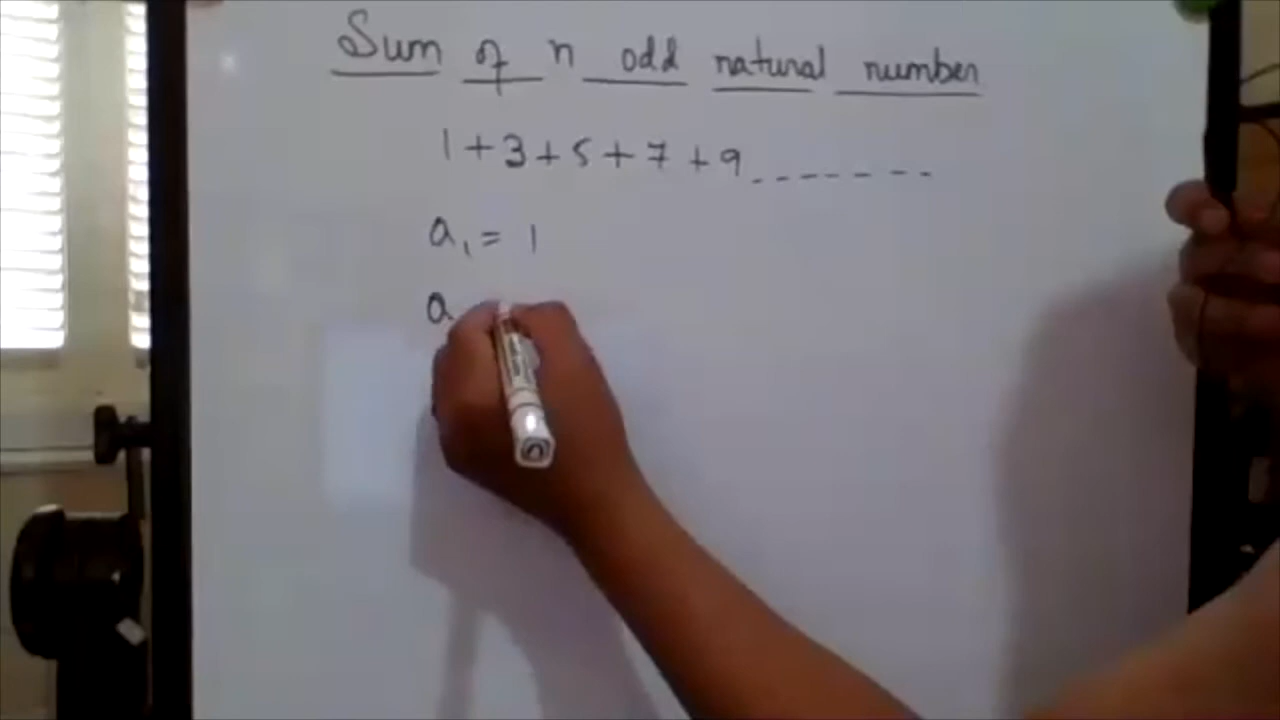 Sum of n odd natural number
1+3+5+7+9-------
a₁ = 1
a